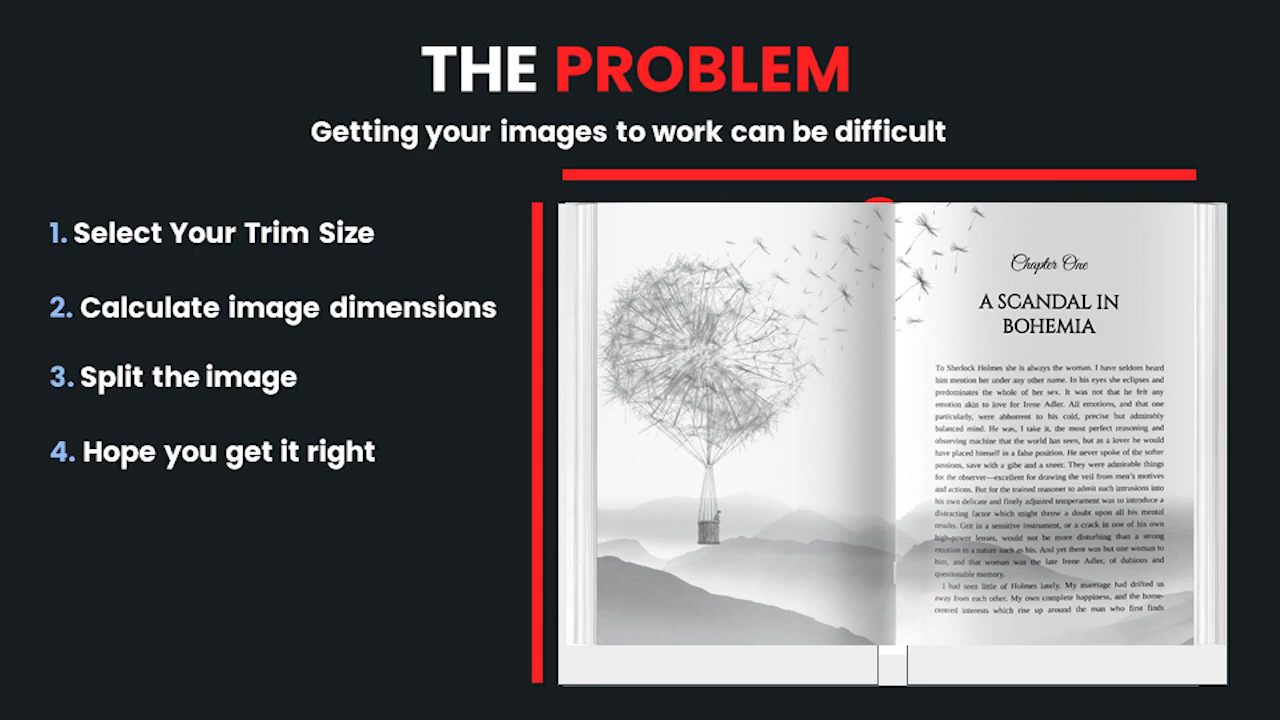 THE PROBLEM
Getting your images to work can be difficult
1. Select Your Trim Size
2. Calculate image dimensions
3. Split the image
4. Hope you get it right
Chapter One
A SCANDAL IN
BOHEMIA
To Sherlock Holmes she is always the woman. I have seldom heard
him mention her under any other name. In his eyes she eclipses and
predominates the whole of her sex. It was not that he felt any
emotion akin to love for Irene Adler. All emotions, and that one
particularly, were abhorrent to his cold, precise but admirably
balanced mind. He was, I take it, the most perfect reasoning and
observing machine that the world has seen, but as a lover he would
have placed himself in a false position. He never spoke of the softer
passions, save with a gibe and a sneer. They were admirable things
for the observer—excellent for drawing the veil from men's motives
and actions. But for the trained reasoner to admit such intrusions into
his own delicate and finely adjusted temperament was to introduce a
distracting factor which might throw a doubt upon all his mental
results. Grit in a sensitive instrument, or a crack in one of his own
high-power lenses, would not be more disturbing than a strong
emotion in a nature such as his. And yet there was but one woman to
him, and that woman was the late Irene Adler, of dubious and
questionable memory.
I had seen little of Holmes lately. My marriage had drifted us
away from each other. My own complete happiness, and the home-
centred interests which rise up around the man who first finds